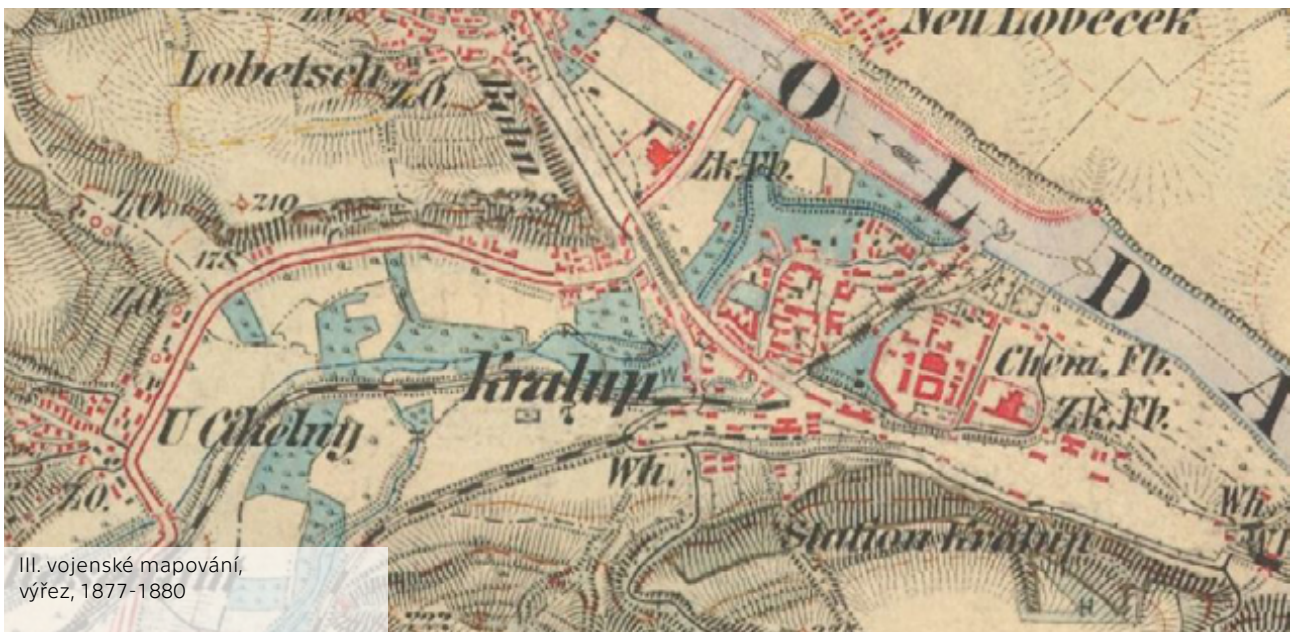 Neu Lobeček
Lobetsch
Z.O.
Bahn
O
L
D
A
Zk. Fb.
Z.O.
210
178
Z.O.
Kralup
Chem. Fb.
Zk. Fb.
U Cihelny
Wh.
Z.O.
Wh.
Station Kralup
III. vojenské mapování,
výřez, 1877-1880